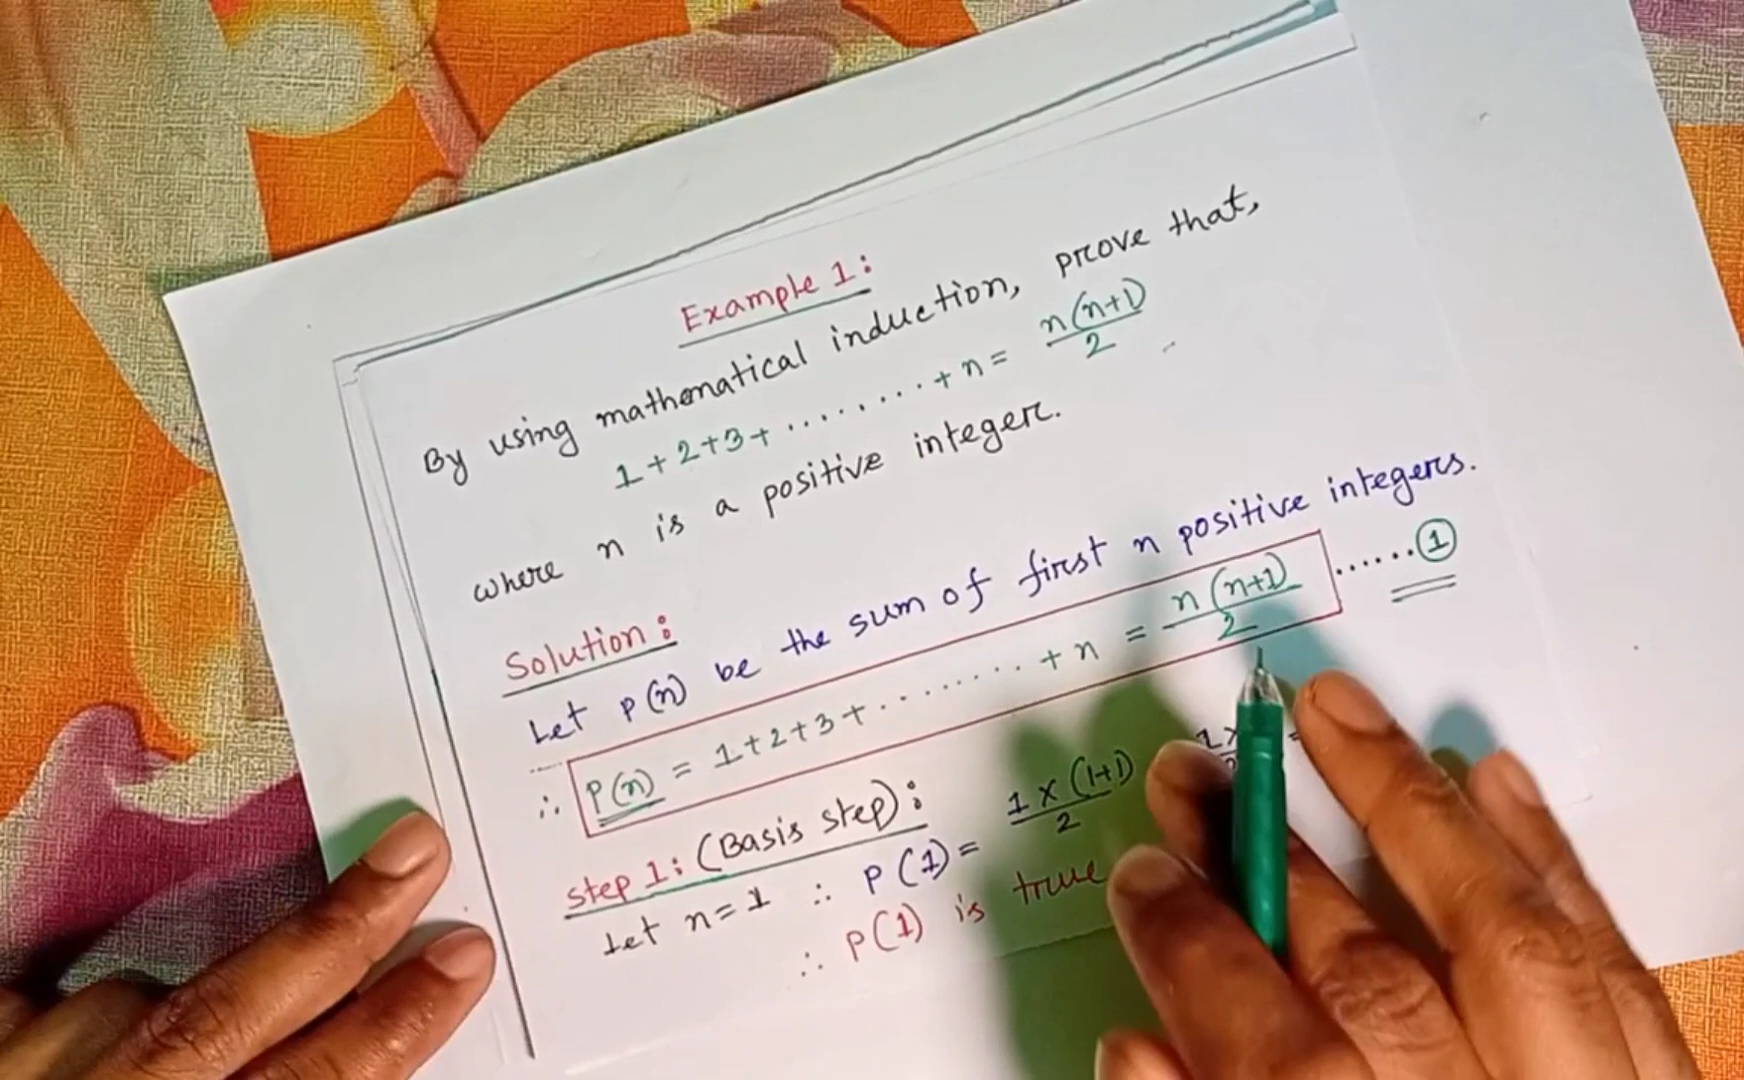 Example 1:
By using mathematical induction, prove that,
1+2+3+ ........ + n = n(n+1)/2
where n is a positive integer.
Solution:
Let P(n) be the sum of first n positive integers.
∴ P(n) = 1+2+3+ ........ + n = n(n+1)/2 ...... ①
Step 1: (Basis step):
Let n=1 ∴ P(1) = 1×(1+1)/2
∴ P(1) is true